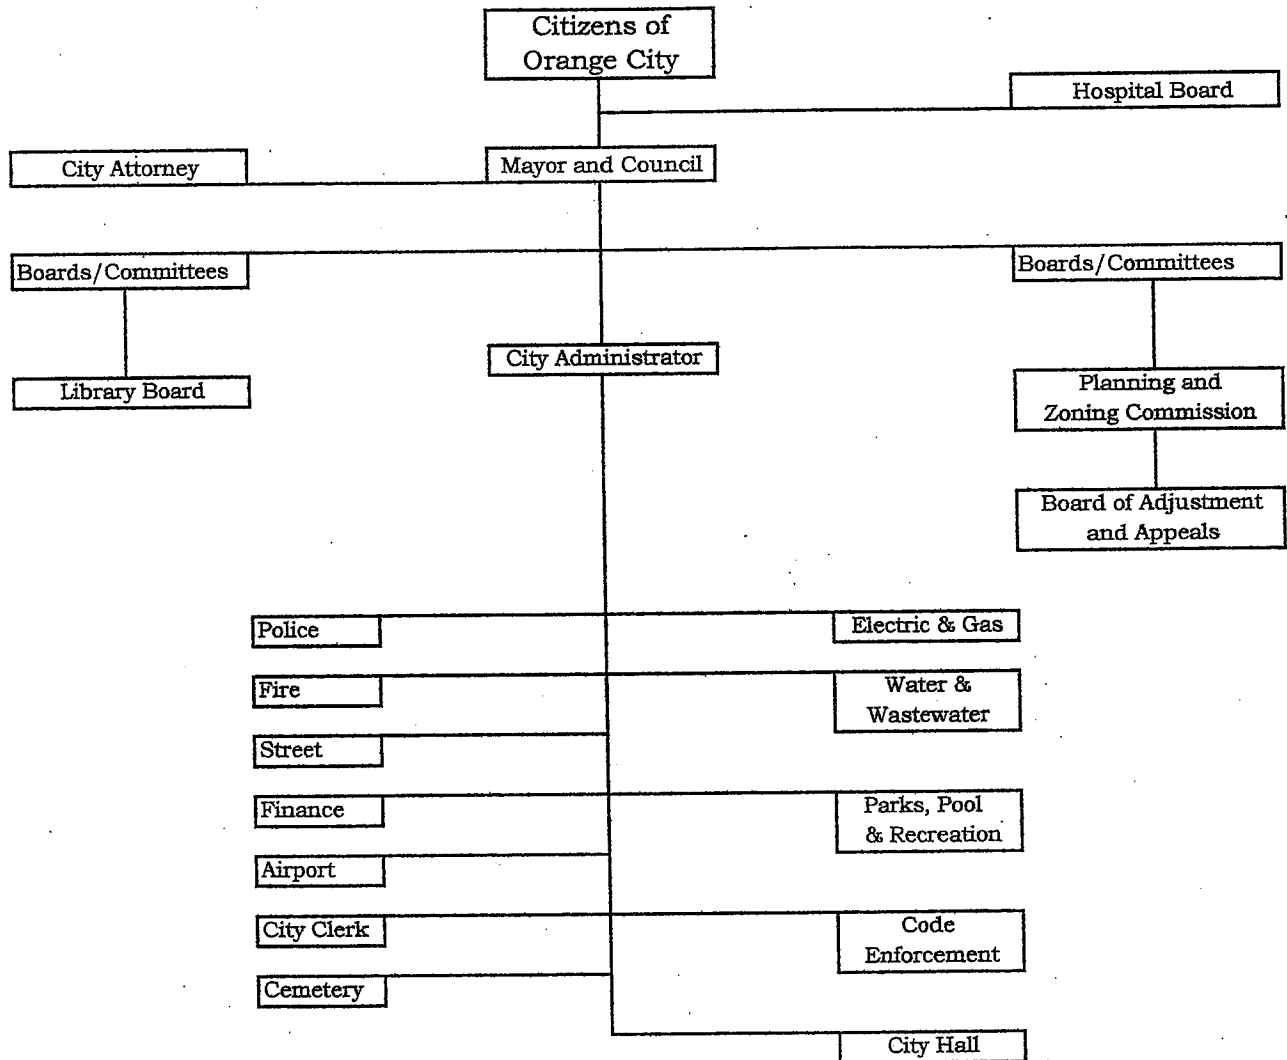 Citizens of
Orange City
Hospital Board
City Attorney
Mayor and Council
Boards/Committees
Boards/Committees
City Administrator
Library Board
Planning and
Zoning Commission
Board of Adjustment
and Appeals
Police
Electric & Gas
Fire
Water &
Wastewater
Street
Finance
Parks, Pool
& Recreation
Airport
City Clerk
Code
Enforcement
Cemetery
City Hall